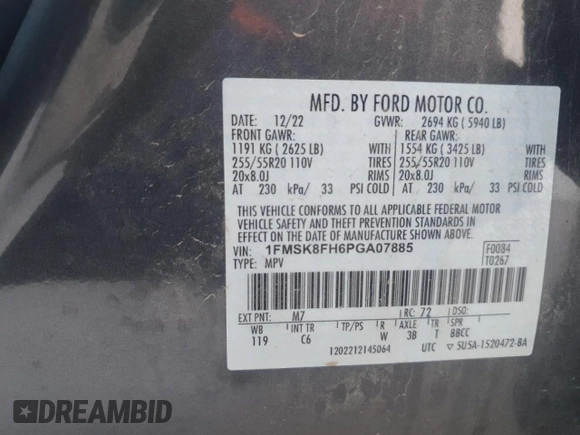 MFD. BY FORD MOTOR CO.
DATE: 12/22 GVWR: 2694 KG ( 5940 LB)
FRONT GAWR: REAR GAWR:
1191 KG ( 2625 LB) WITH 1554 KG ( 3425 LB) WITH
255/55R20 110V TIRES 255/55R20 110V TIRES
20x8.0J RIMS 20x8.0J RIMS
AT 230 kPa/ 33 PSI COLD AT 230 kPa/ 33 PSI COLD
THIS VEHICLE CONFORMS TO ALL APPLICABLE FEDERAL MOTOR
VEHICLE SAFETY AND THEFT PREVENTION STANDARDS IN
EFFECT ON THE DATE OF MANUFACTURE SHOWN ABOVE.
VIN: 1FMSK8FH6PGA07885 F0084
TYPE: MPV T0267
EXT PNT: M7 RC: 72 DSO:
WB INT TR TP/PS R AXLE TR SPR
119 C6 W 3B T BBCC
1202212145064 UTC ▽ SU5A-1520472-BA
DREAMBID